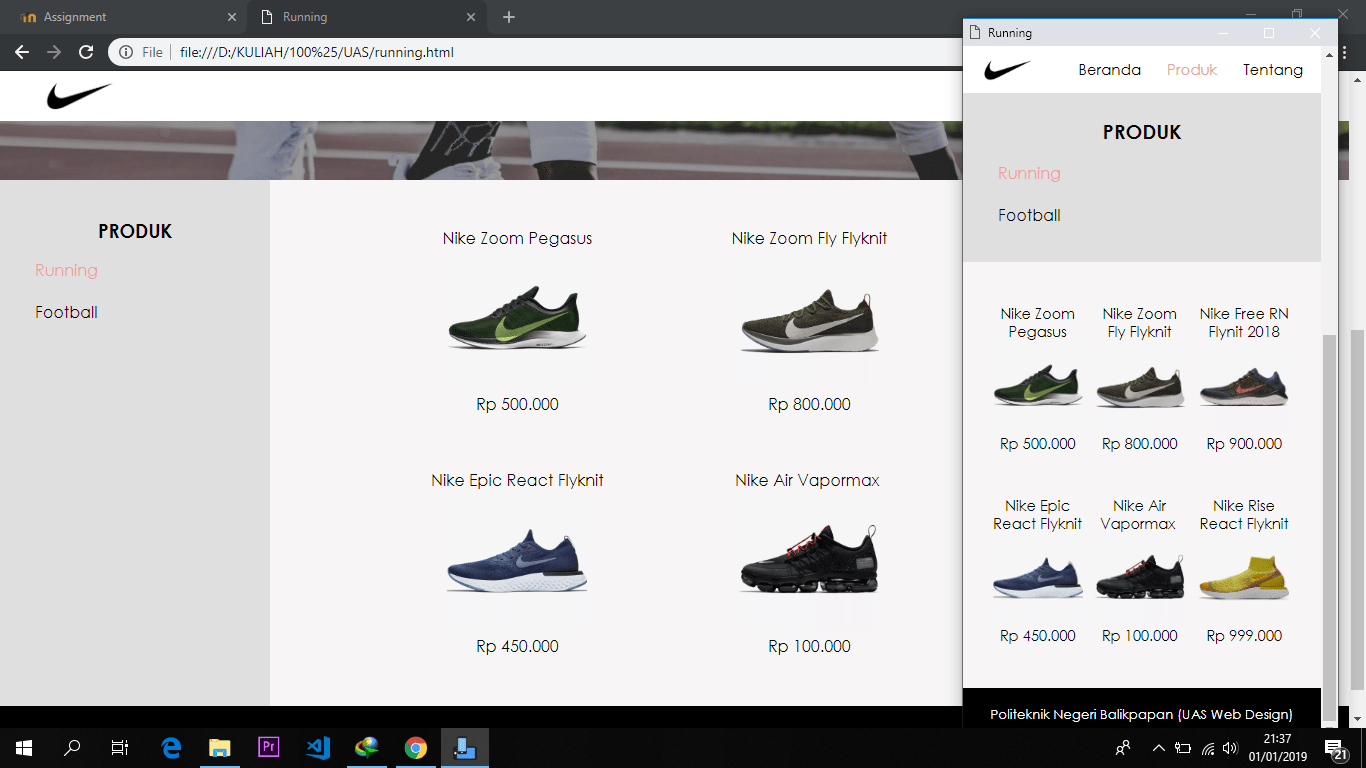 Assignment
Running
File
file:///D:/KULIAH/100%25/UAS/running.html
PRODUK
Running
Football
Nike Zoom Pegasus
Nike Zoom Fly Flyknit
Rp 500.000
Rp 800.000
Nike Epic React Flyknit
Nike Air Vapormax
Rp 450.000
Rp 100.000
Running
Beranda Produk Tentang
PRODUK
Running
Football
Nike Zoom
Pegasus
Nike Zoom
Fly Flyknit
Nike Free RN
Flynit 2018
Rp 500.000
Rp 800.000
Rp 900.000
Nike Epic
React Flyknit
Nike Air
Vapormax
Nike Rise
React Flyknit
Rp 450.000
Rp 100.000
Rp 999.000
Politeknik Negeri Balikpapan (UAS Web Design)
Pr
21:37
01/01/2019
21